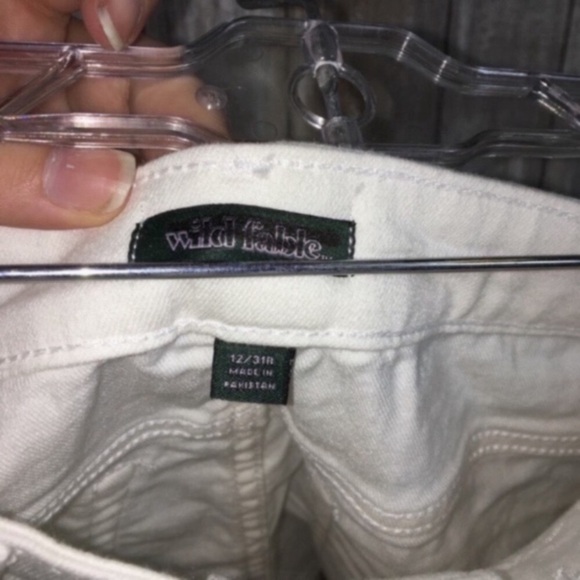 wild fable...
12/31R
MADE IN
PAKISTAN